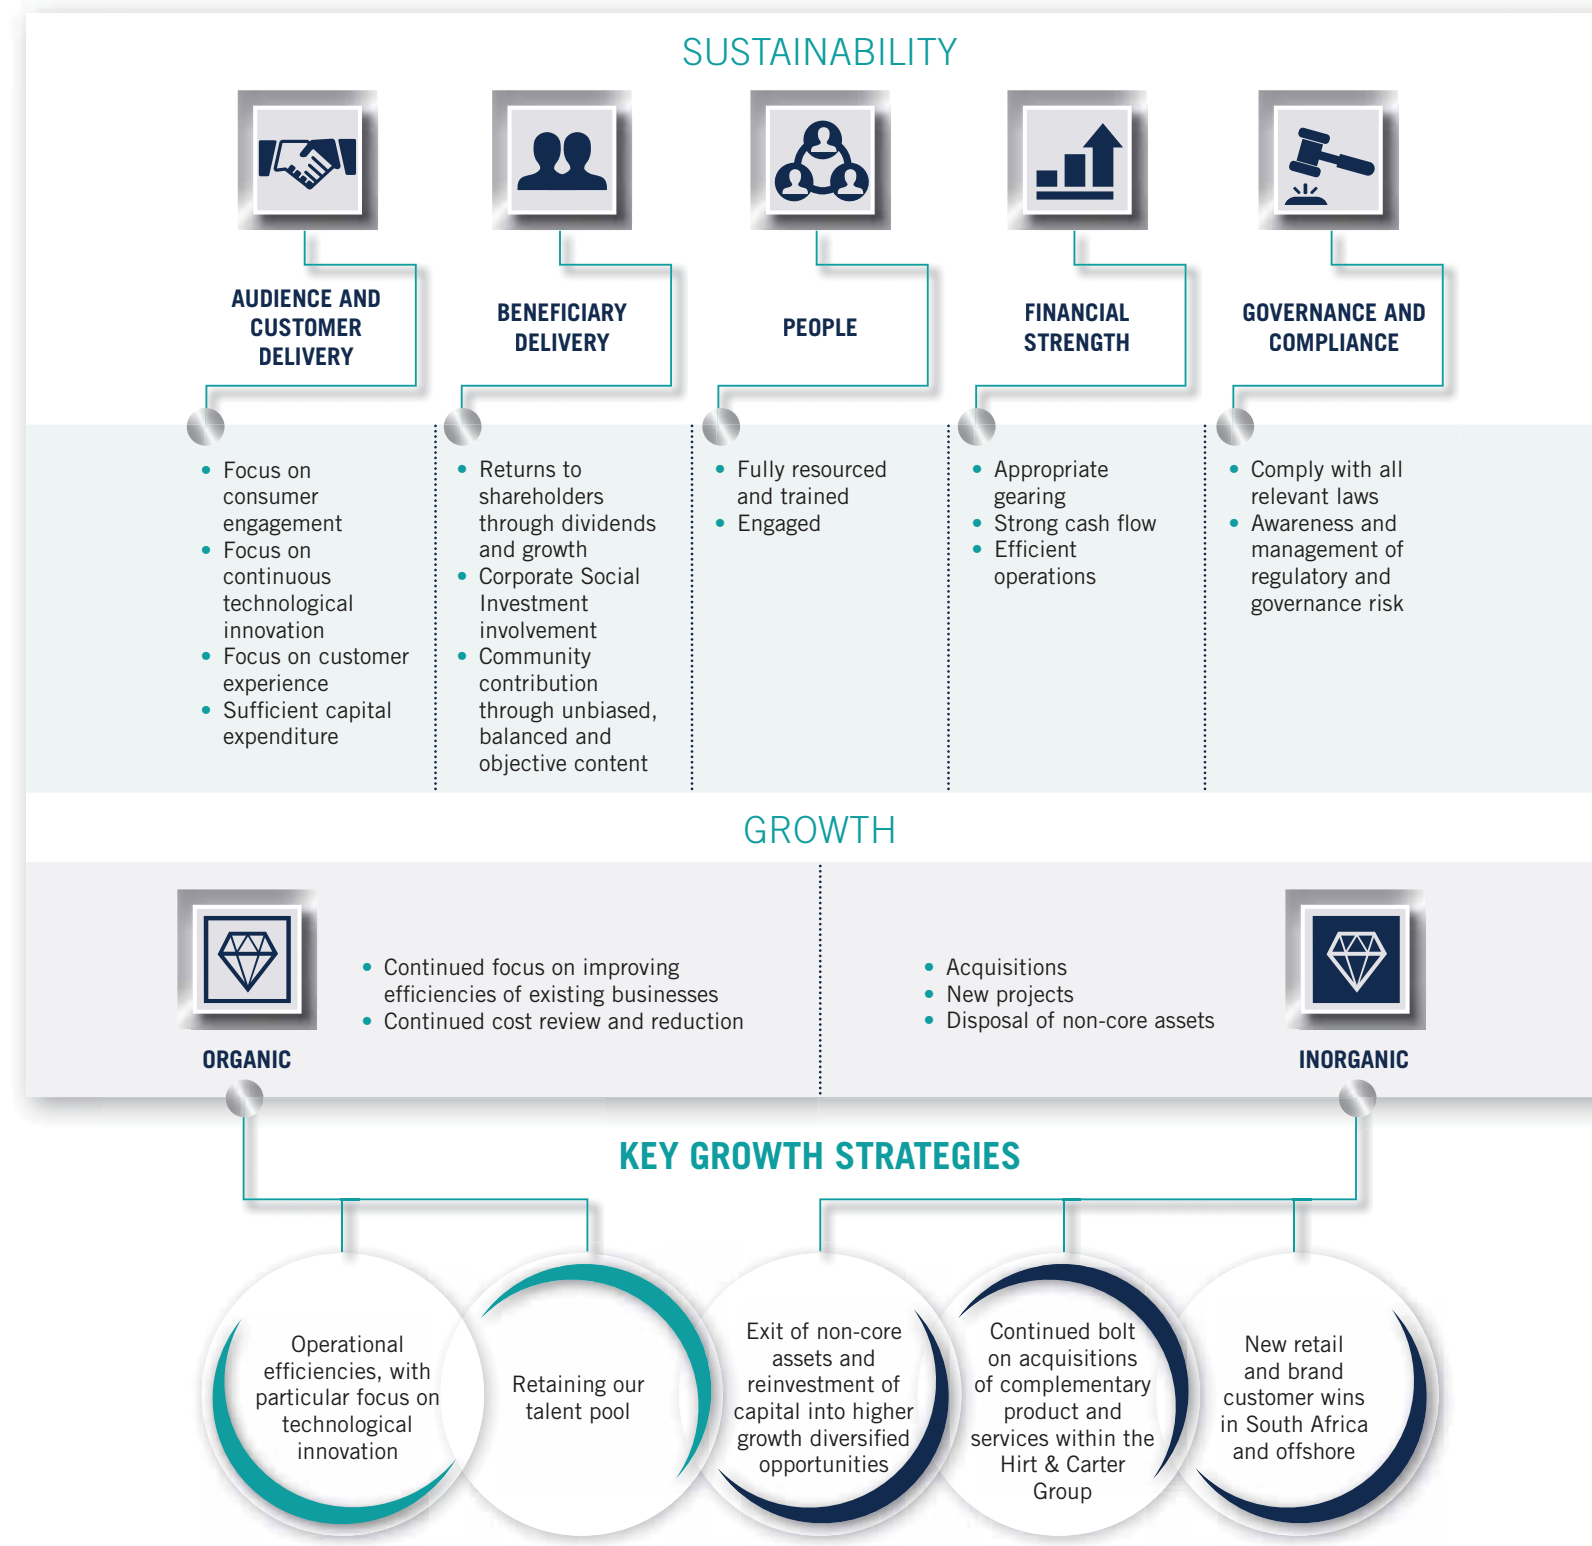 SUSTAINABILITY
AUDIENCE AND
CUSTOMER
DELIVERY
BENEFICIARY
DELIVERY
PEOPLE
FINANCIAL
STRENGTH
GOVERNANCE AND
COMPLIANCE
• Focus on
consumer
engagement
• Focus on
continuous
technological
innovation
• Focus on customer
experience
• Sufficient capital
expenditure
• Returns to
shareholders
through dividends
and growth
• Corporate Social
Investment
involvement
• Community
contribution
through unbiased,
balanced and
objective content
• Fully resourced
and trained
• Engaged
• Appropriate
gearing
• Strong cash flow
• Efficient
operations
• Comply with all
relevant laws
• Awareness and
management of
regulatory and
governance risk
GROWTH
ORGANIC
• Continued focus on improving
efficiencies of existing businesses
• Continued cost review and reduction
• Acquisitions
• New projects
• Disposal of non-core assets
INORGANIC
KEY GROWTH STRATEGIES
Operational
efficiencies, with
particular focus on
technological
innovation
Retaining our
talent pool
Exit of non-core
assets and
reinvestment of
capital into higher
growth diversified
opportunities
Continued bolt
on acquisitions
of complementary
product and
services within the
Hirt & Carter
Group
New retail
and brand
customer wins
in South Africa
and offshore